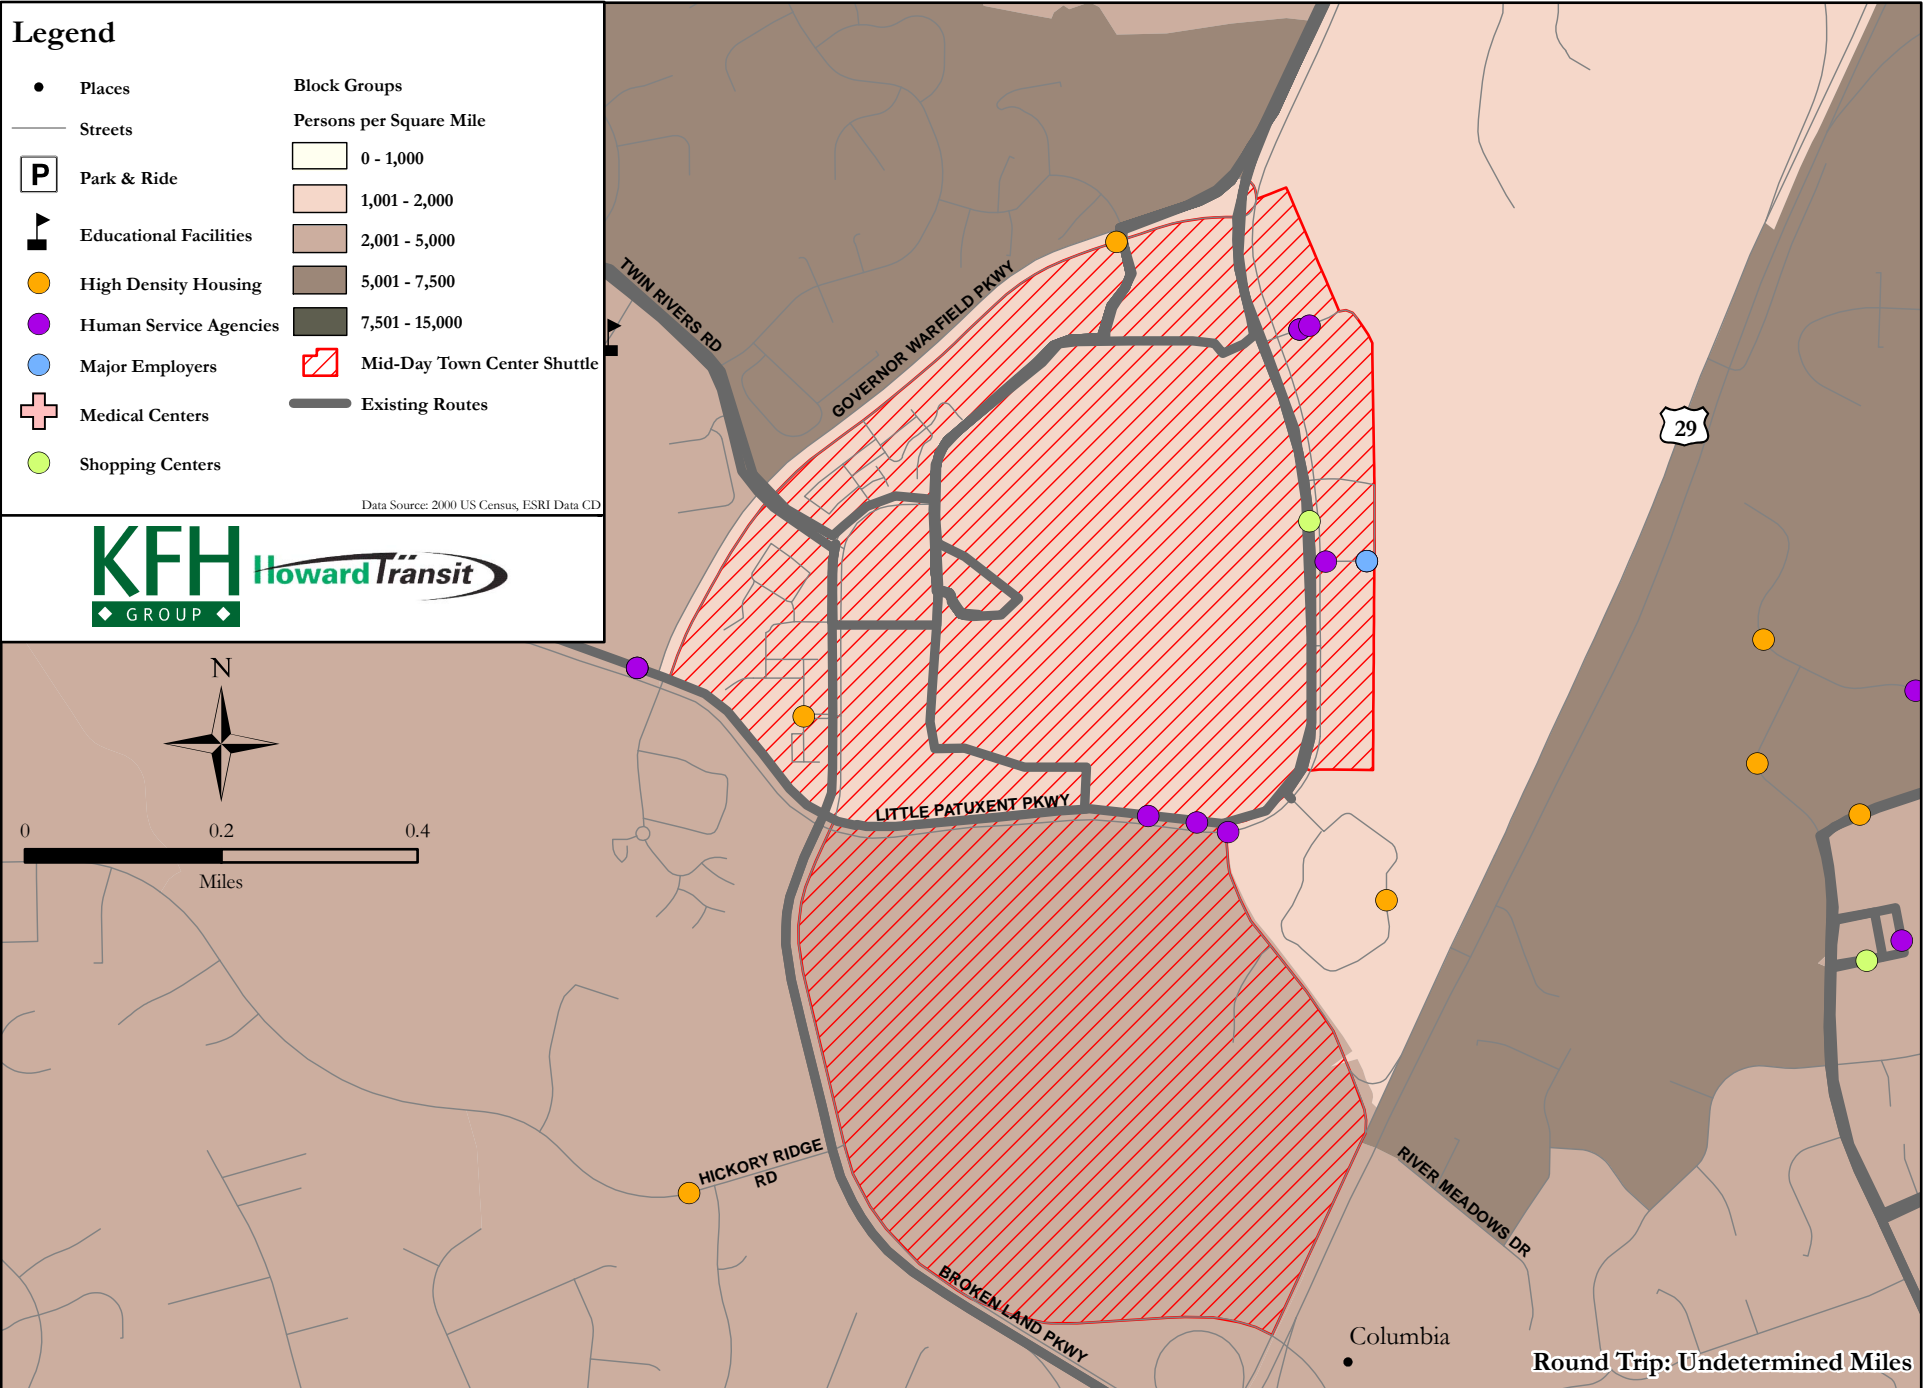 Legend
Places
Streets
P
Park & Ride
Educational Facilities
High Density Housing
Human Service Agencies
Major Employers
Medical Centers
Shopping Centers
Block Groups
Persons per Square Mile
0 - 1,000
1,001 - 2,000
2,001 - 5,000
5,001 - 7,500
7,501 - 15,000
Mid-Day Town Center Shuttle
Existing Routes
Data Source: 2000 US Census, ESRI Data CD
KFH
GROUP
HowardTransit
N
0 0.2 0.4
Miles
TWIN RIVERS RD
GOVERNOR WARFIELD PKWY
29
LITTLE PATUXENT PKWY
HICKORY RIDGE
RD
RIVER MEADOWS DR
BROKEN LAND PKWY
Columbia
Round Trip: Undetermined Miles